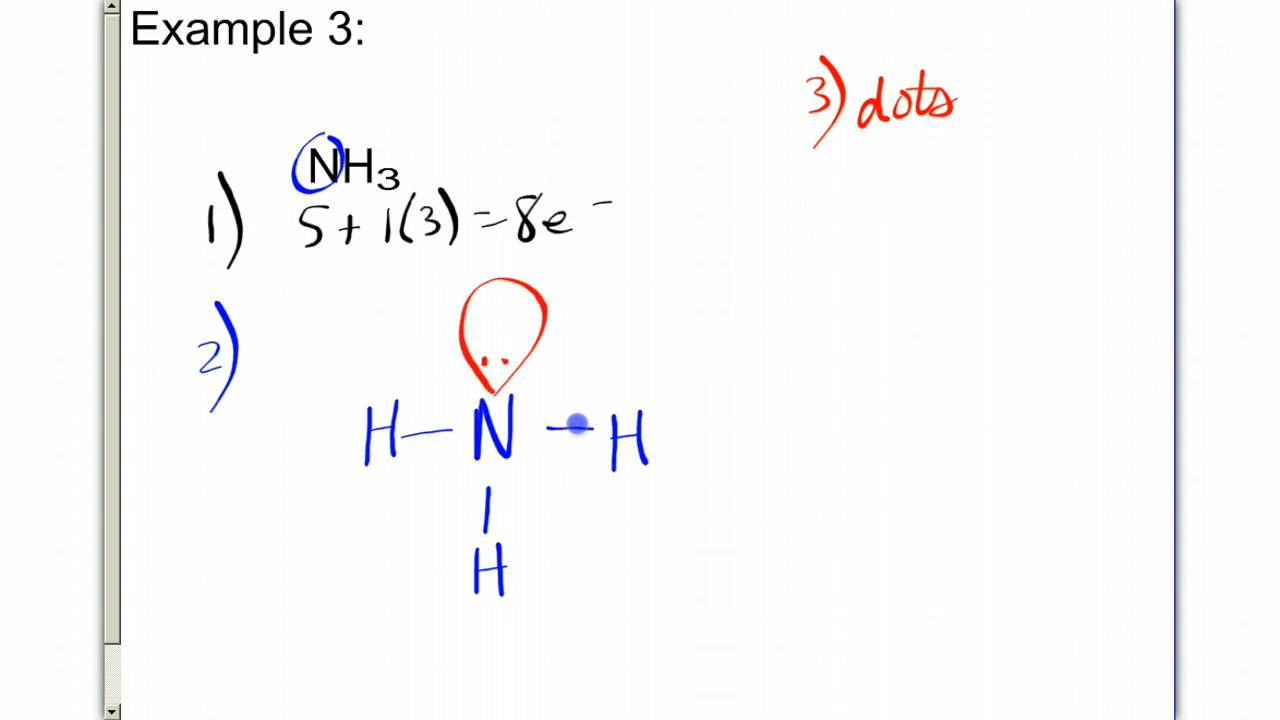 Example 3:
3) dots
NH₃
1) 5 + 1(3) = 8e⁻
2)
H — N — H
|
H